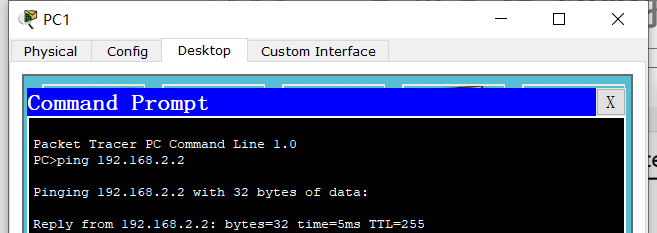 PC1
Physical Config Desktop Custom Interface
Command Prompt X
Packet Tracer PC Command Line 1.0
PC>ping 192.168.2.2
Pinging 192.168.2.2 with 32 bytes of data:
Reply from 192.168.2.2: bytes=32 time=5ms TTL=255